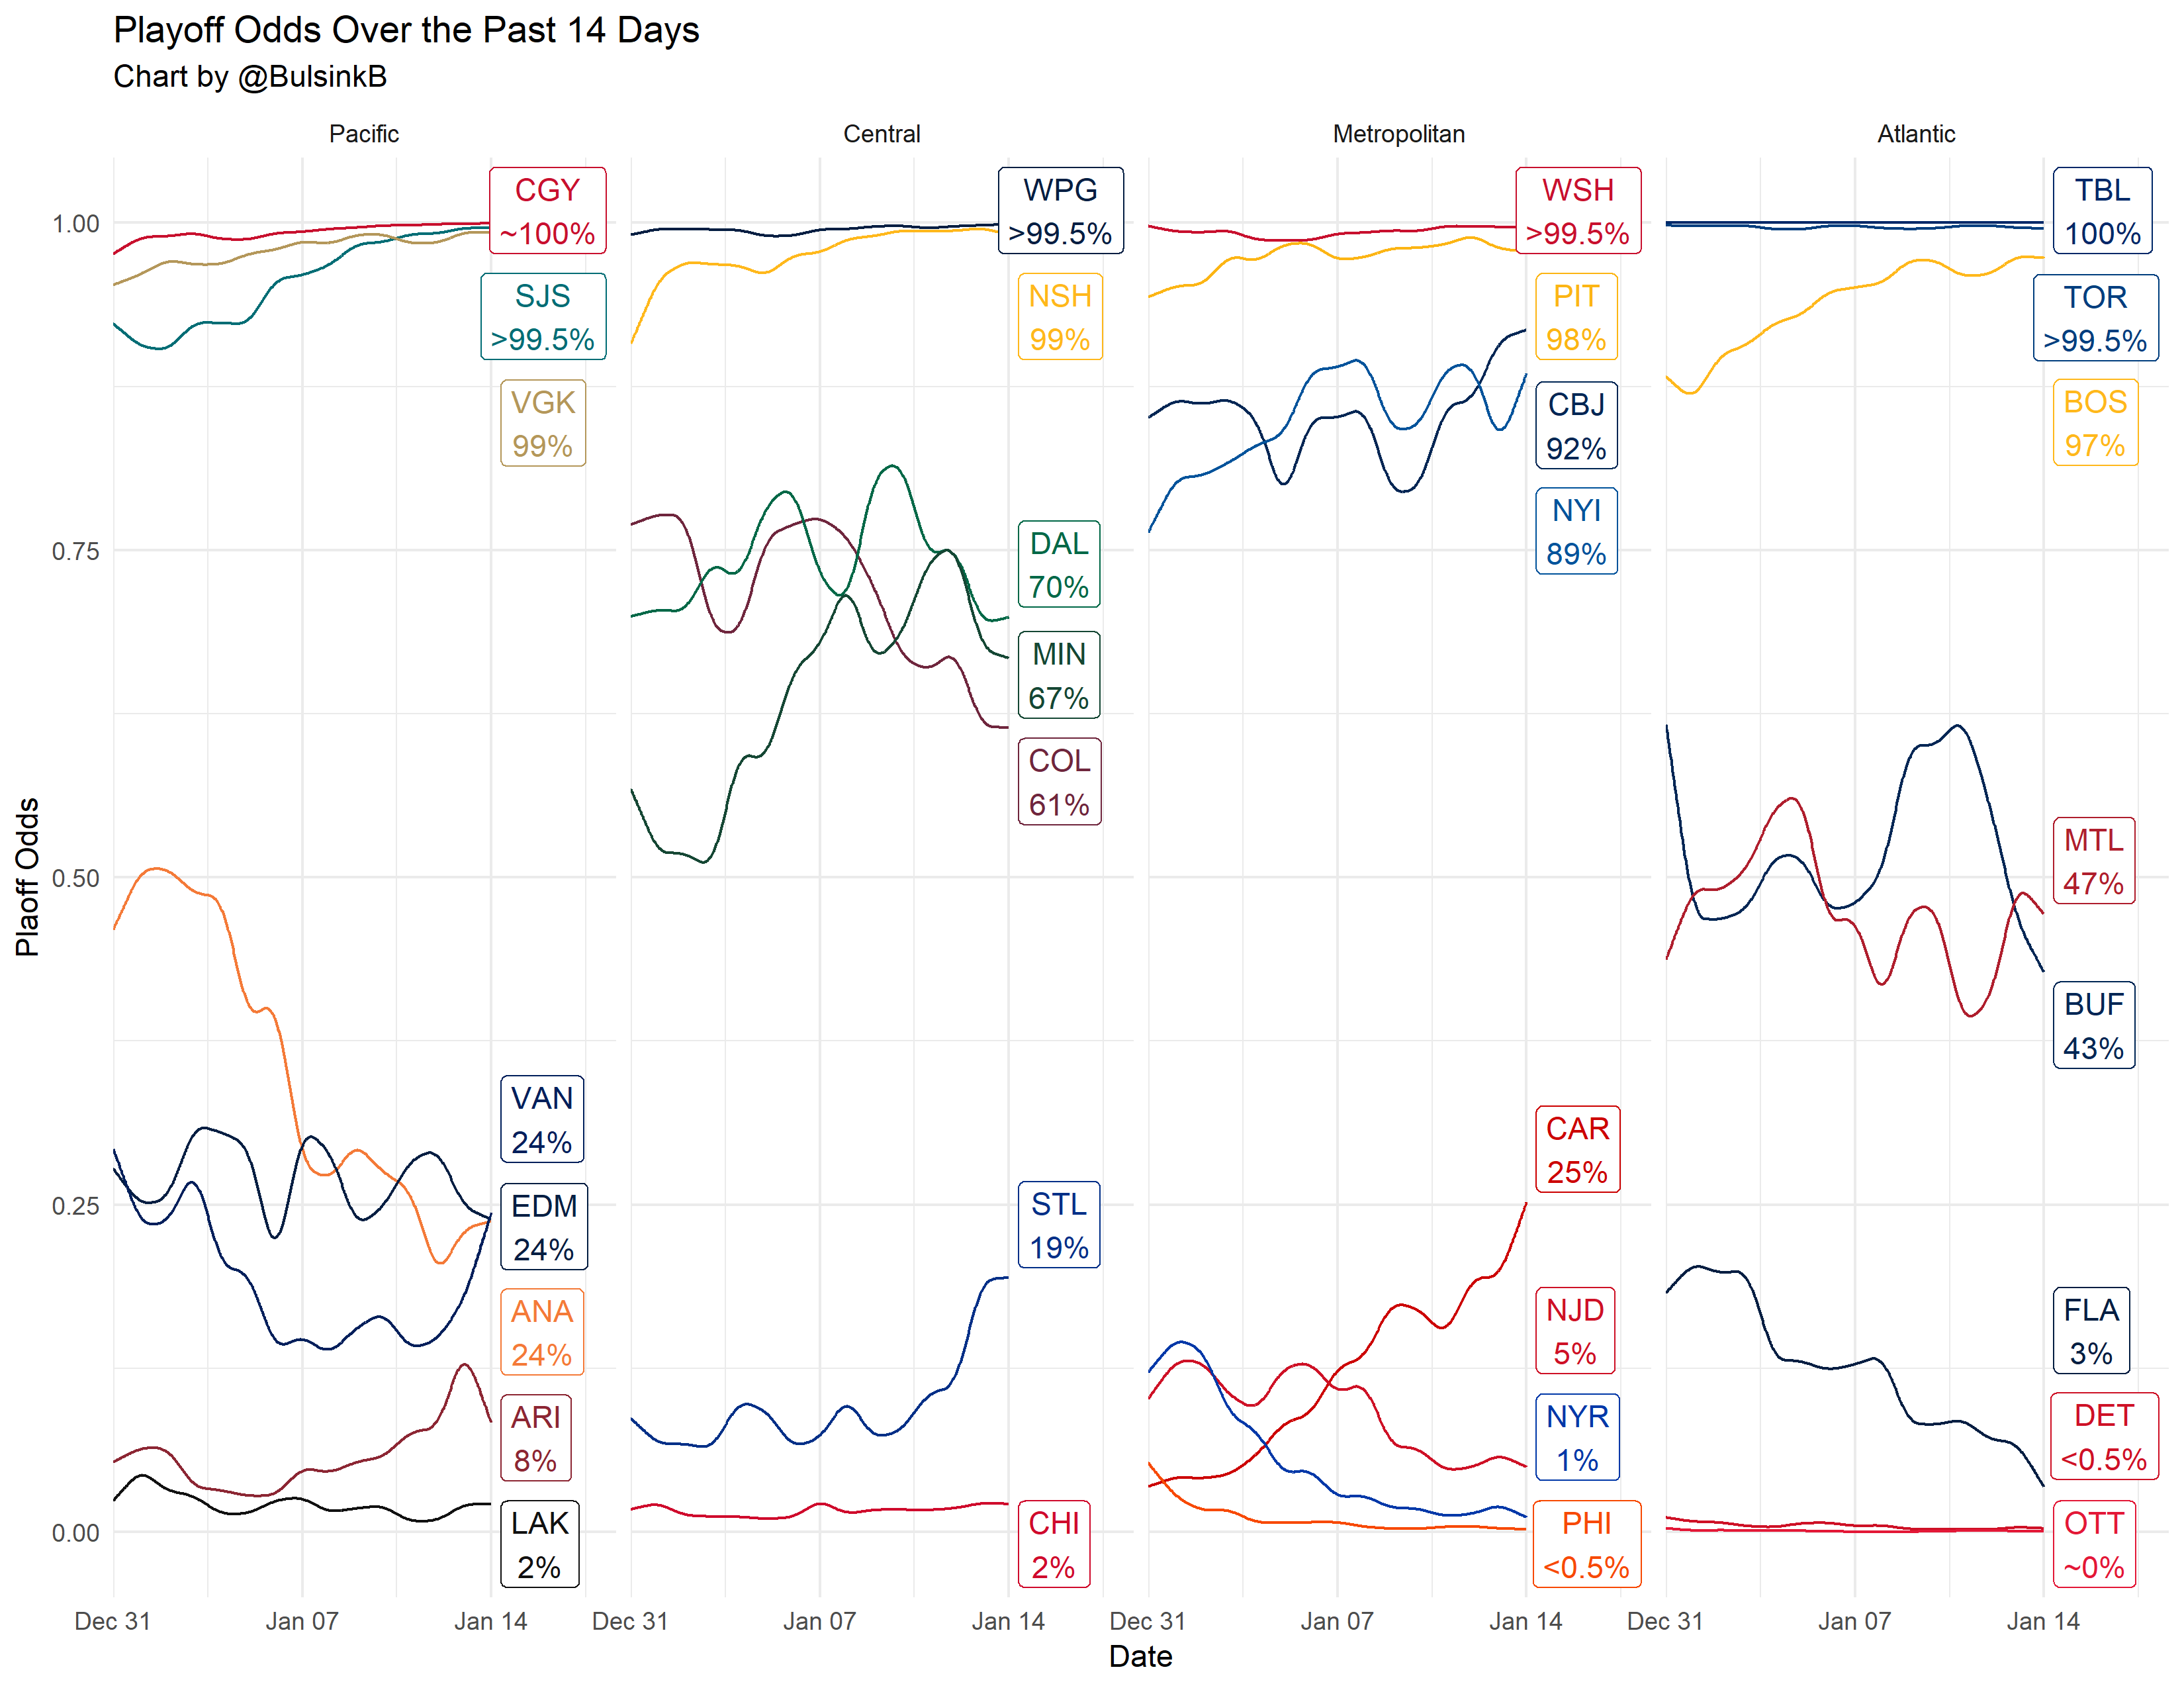 Playoff Odds Over the Past 14 Days
Chart by @BulsinkB
Pacific
Central
Metropolitan
Atlantic
Plaoff Odds
1.00
0.75
0.50
0.25
0.00
CGY
~100%
SJS
>99.5%
VGK
99%
VAN
24%
EDM
24%
ANA
24%
ARI
8%
LAK
2%
WPG
>99.5%
NSH
99%
DAL
70%
MIN
67%
COL
61%
STL
19%
CHI
2%
WSH
>99.5%
PIT
98%
CBJ
92%
NYI
89%
CAR
25%
NJD
5%
NYR
1%
PHI
<0.5%
TBL
100%
TOR
>99.5%
BOS
97%
MTL
47%
BUF
43%
FLA
3%
DET
<0.5%
OTT
~0%
Dec 31 Jan 07 Jan 14
Dec 31 Jan 07 Jan 14
Dec 31 Jan 07 Jan 14
Dec 31 Jan 07 Jan 14
Date